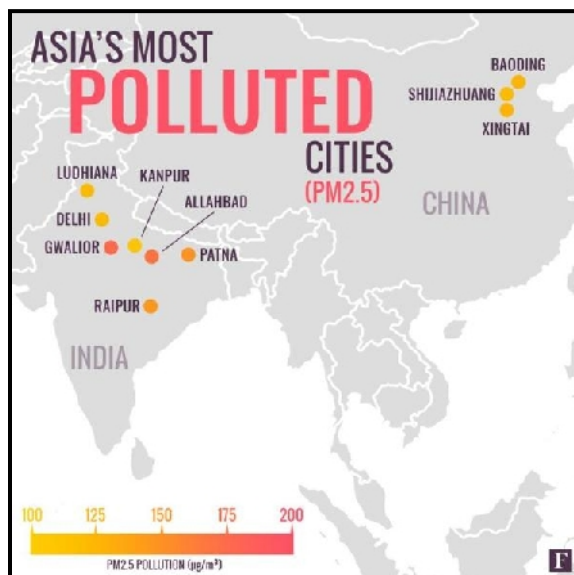 ASIA'S MOST
POLLUTED
CITIES
(PM2.5)
BAODING
SHIJIAZHUANG
XINGTAI
CHINA
LUDHIANA
KANPUR
DELHI
ALLAHBAD
GWALIOR
PATNA
RAIPUR
INDIA
100 125 150 175 200
PM2.5 POLLUTION (µg/m³)
F